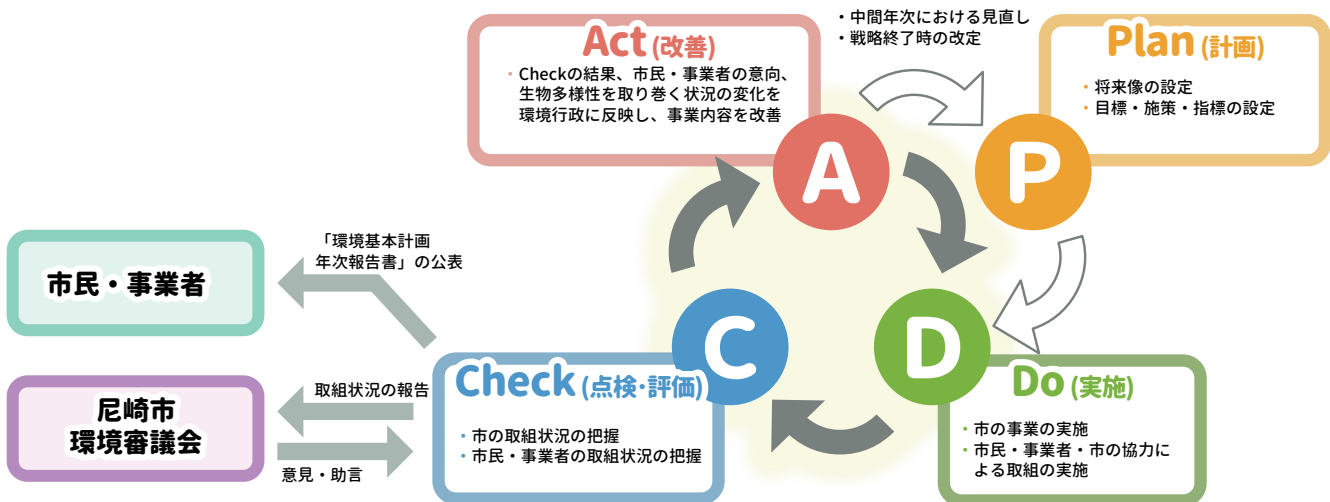 ・中間年次における見直し
・戦略終了時の改定
Act (改善)
・Checkの結果、市民・事業者の意向、
生物多様性を取り巻く状況の変化を
環境行政に反映し、事業内容を改善
A
Plan (計画)
・将来像の設定
・目標・施策・指標の設定
P
市民・事業者
「環境基本計画
年次報告書」の公表
尼崎市
環境審議会
取組状況の報告
意見・助言
C
Check (点検・評価)
・市の取組状況の把握
・市民・事業者の取組状況の把握
D
Do (実施)
・市の事業の実施
・市民・事業者・市の協力に
よる取組の実施